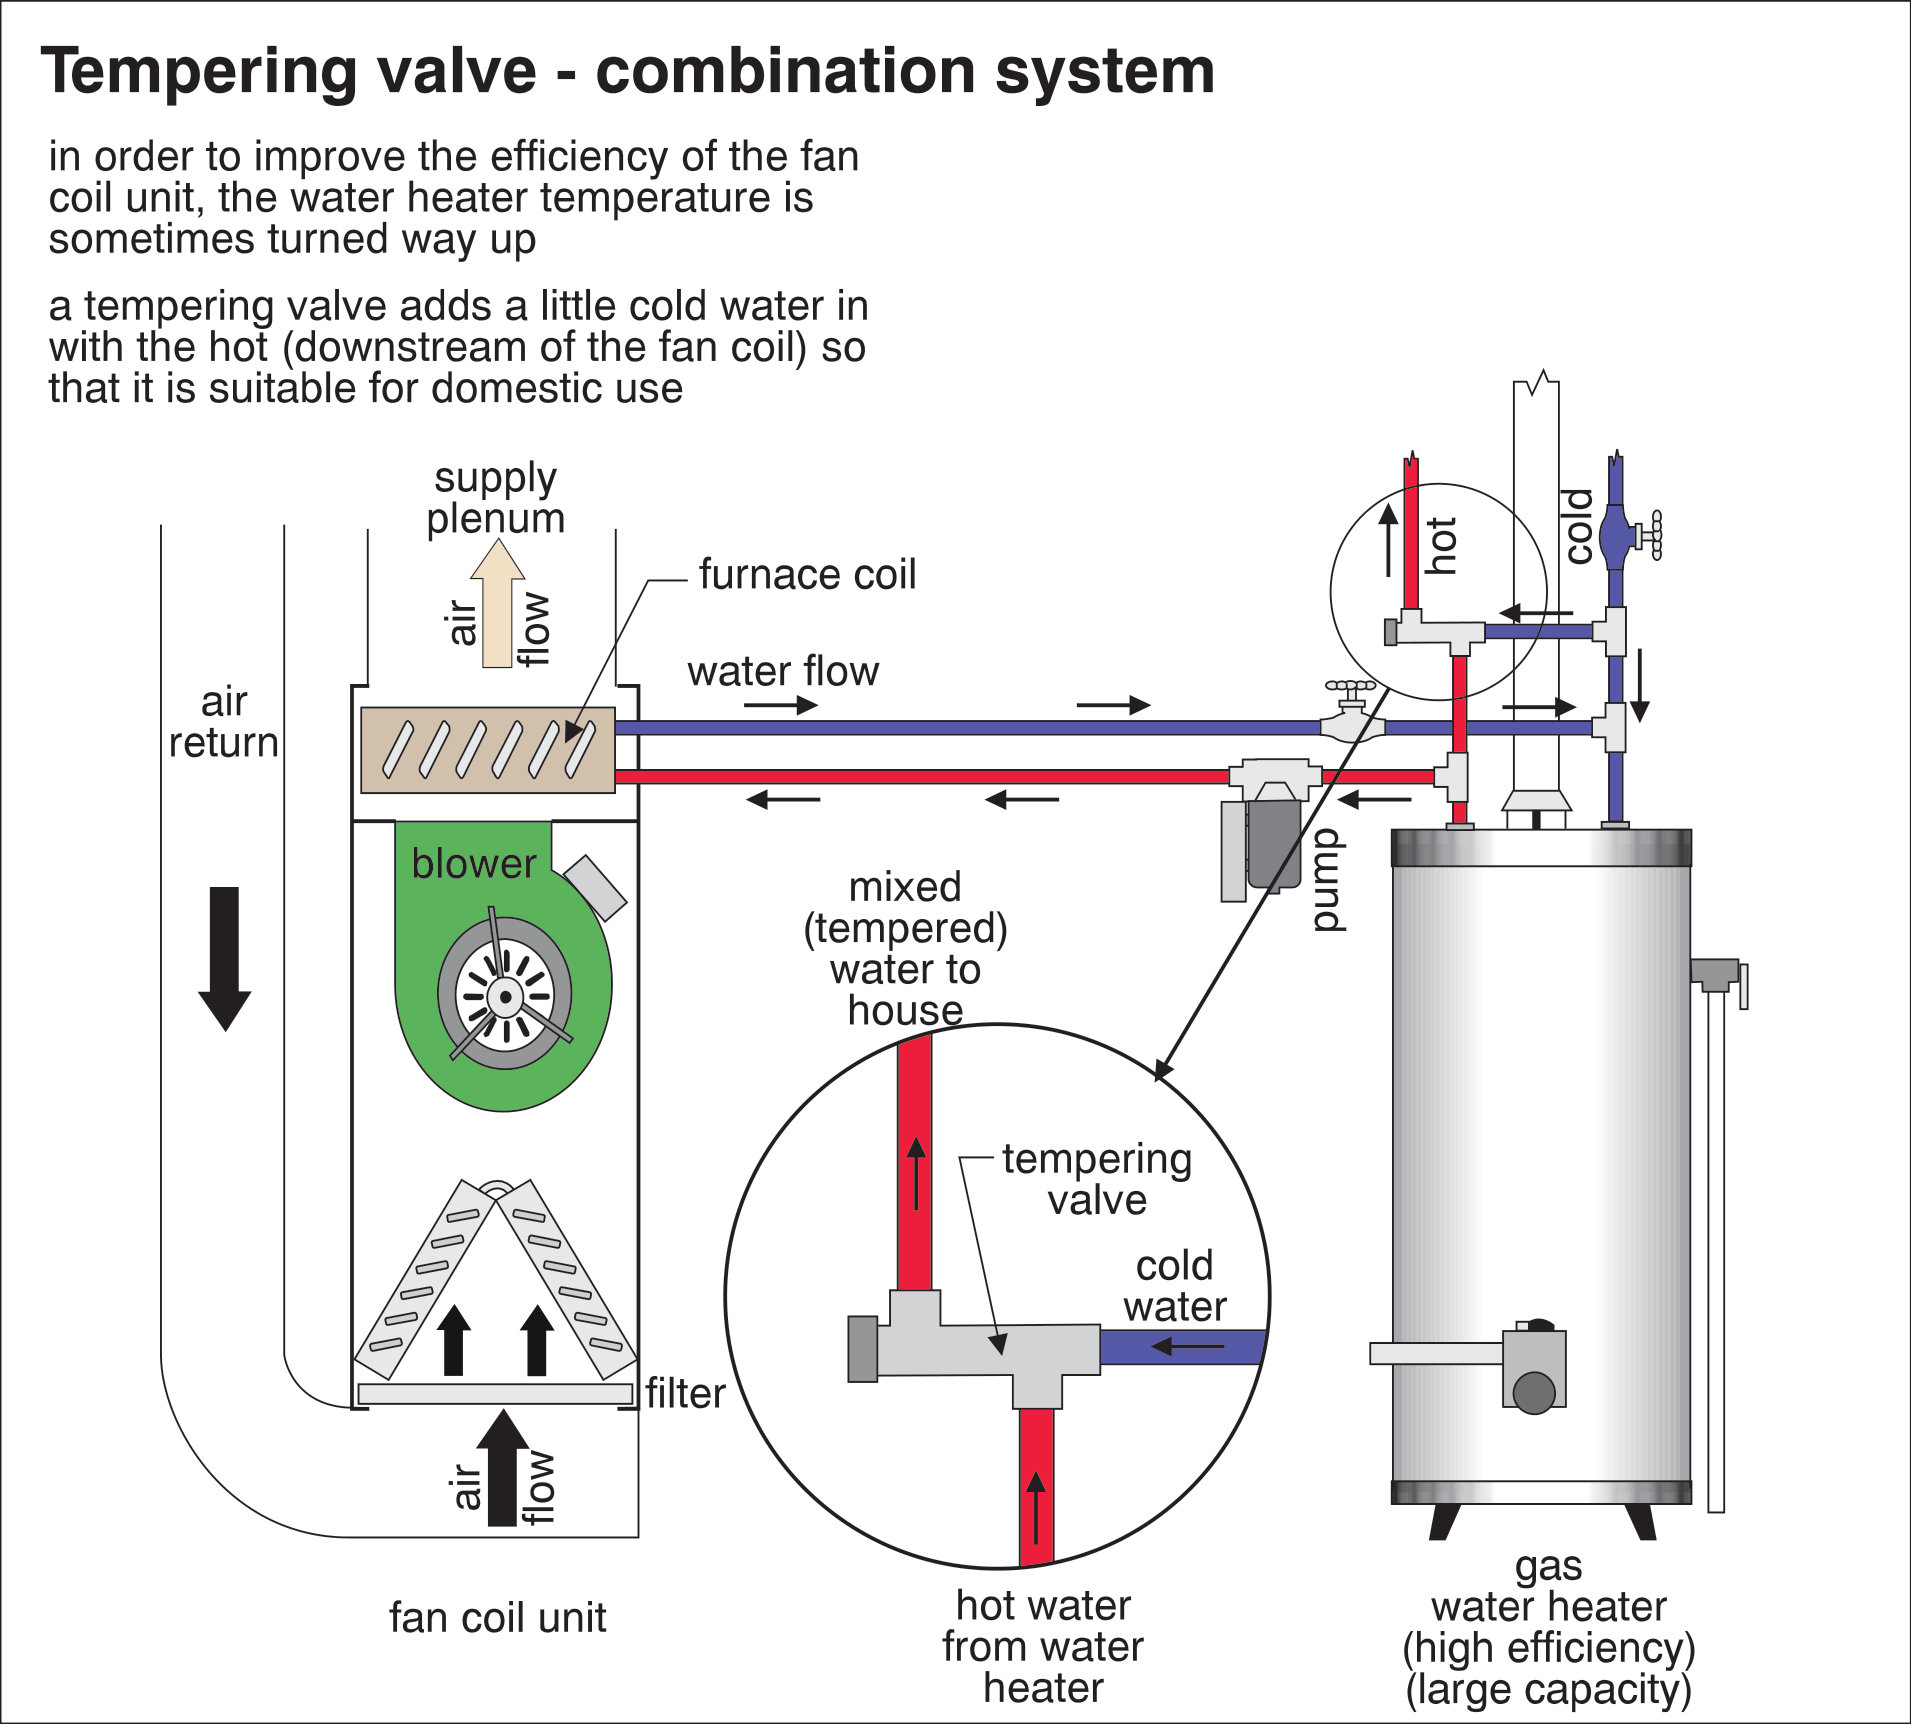 Tempering valve - combination system
in order to improve the efficiency of the fan
coil unit, the water heater temperature is
sometimes turned way up
a tempering valve adds a little cold water in
with the hot (downstream of the fan coil) so
that it is suitable for domestic use
supply
plenum
air
flow
furnace coil
hot
cold
water flow
air
return
blower
pump
mixed
(tempered)
water to
house
tempering
valve
cold
water
filter
air
flow
fan coil unit
hot water
from water
heater
gas
water heater
(high efficiency)
(large capacity)